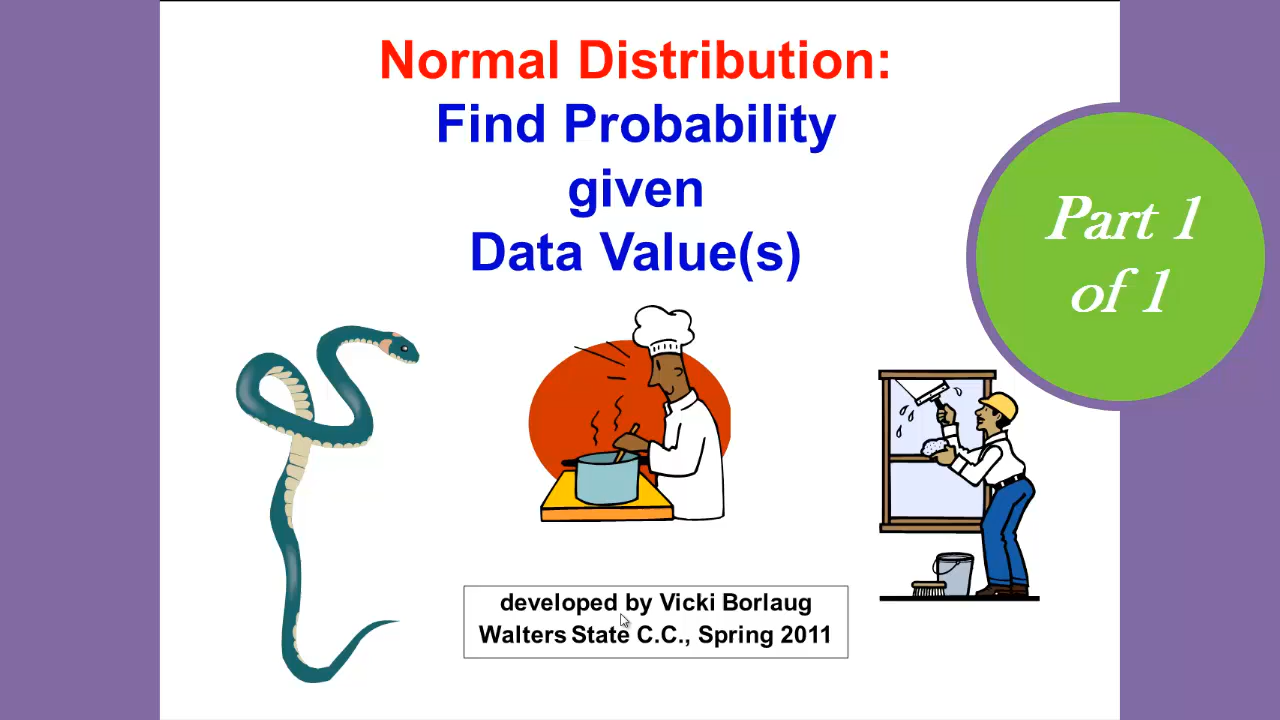 Normal Distribution:
Find Probability
given
Data Value(s)
Part 1
of 1
developed by Vicki Borlaug
Walters State C.C., Spring 2011